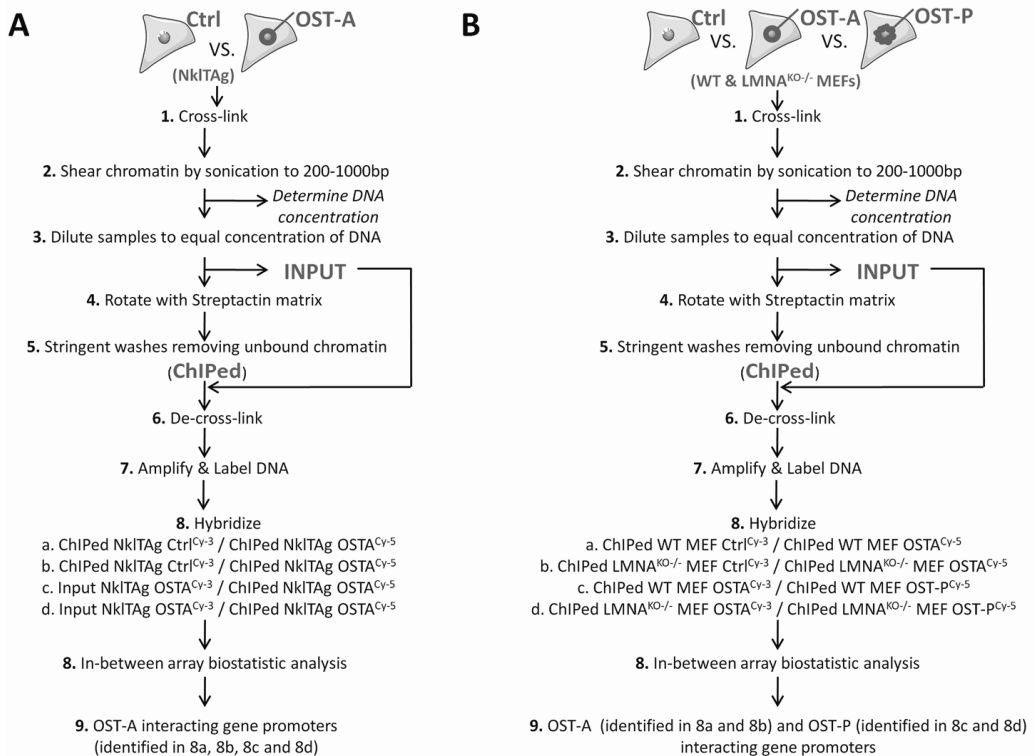 A
Ctrl
OST-A
VS.
(NklTAg)
1. Cross-link
2. Shear chromatin by sonication to 200-1000bp
Determine DNA
concentration
3. Dilute samples to equal concentration of DNA
INPUT
4. Rotate with Streptactin matrix
5. Stringent washes removing unbound chromatin
(ChIPed)
6. De-cross-link
7. Amplify & Label DNA
8. Hybridize
a. ChIPed NklTAg Ctrl^Cy-3 / ChIPed NklTAg OSTA^Cy-5
b. ChIPed NklTAg Ctrl^Cy-3 / ChIPed NklTAg OSTA^Cy-5
c. Input NklTAg OSTA^Cy-3 / ChIPed NklTAg OSTA^Cy-5
d. Input NklTAg OSTA^Cy-3 / ChIPed NklTAg OSTA^Cy-5
8. In-between array biostatistic analysis
9. OST-A interacting gene promoters
(identified in 8a, 8b, 8c and 8d)
B
Ctrl
OST-A
OST-P
VS.
VS.
(WT & LMNA^KO-/- MEFs)
1. Cross-link
2. Shear chromatin by sonication to 200-1000bp
Determine DNA
concentration
3. Dilute samples to equal concentration of DNA
INPUT
4. Rotate with Streptactin matrix
5. Stringent washes removing unbound chromatin
(ChIPed)
6. De-cross-link
7. Amplify & Label DNA
8. Hybridize
a. ChIPed WT MEF Ctrl^Cy-3 / ChIPed WT MEF OSTA^Cy-5
b. ChIPed LMNA^KO-/- MEF Ctrl^Cy-3 / ChIPed LMNA^KO-/- MEF OSTA^Cy-5
c. ChIPed WT MEF OSTA^Cy-3 / ChIPed WT MEF OST-P^Cy-5
d. ChIPed LMNA^KO-/- MEF OSTA^Cy-3 / ChIPed LMNA^KO-/- MEF OST-P^Cy-5
8. In-between array biostatistic analysis
9. OST-A (identified in 8a and 8b) and OST-P (identified in 8c and 8d)
interacting gene promoters